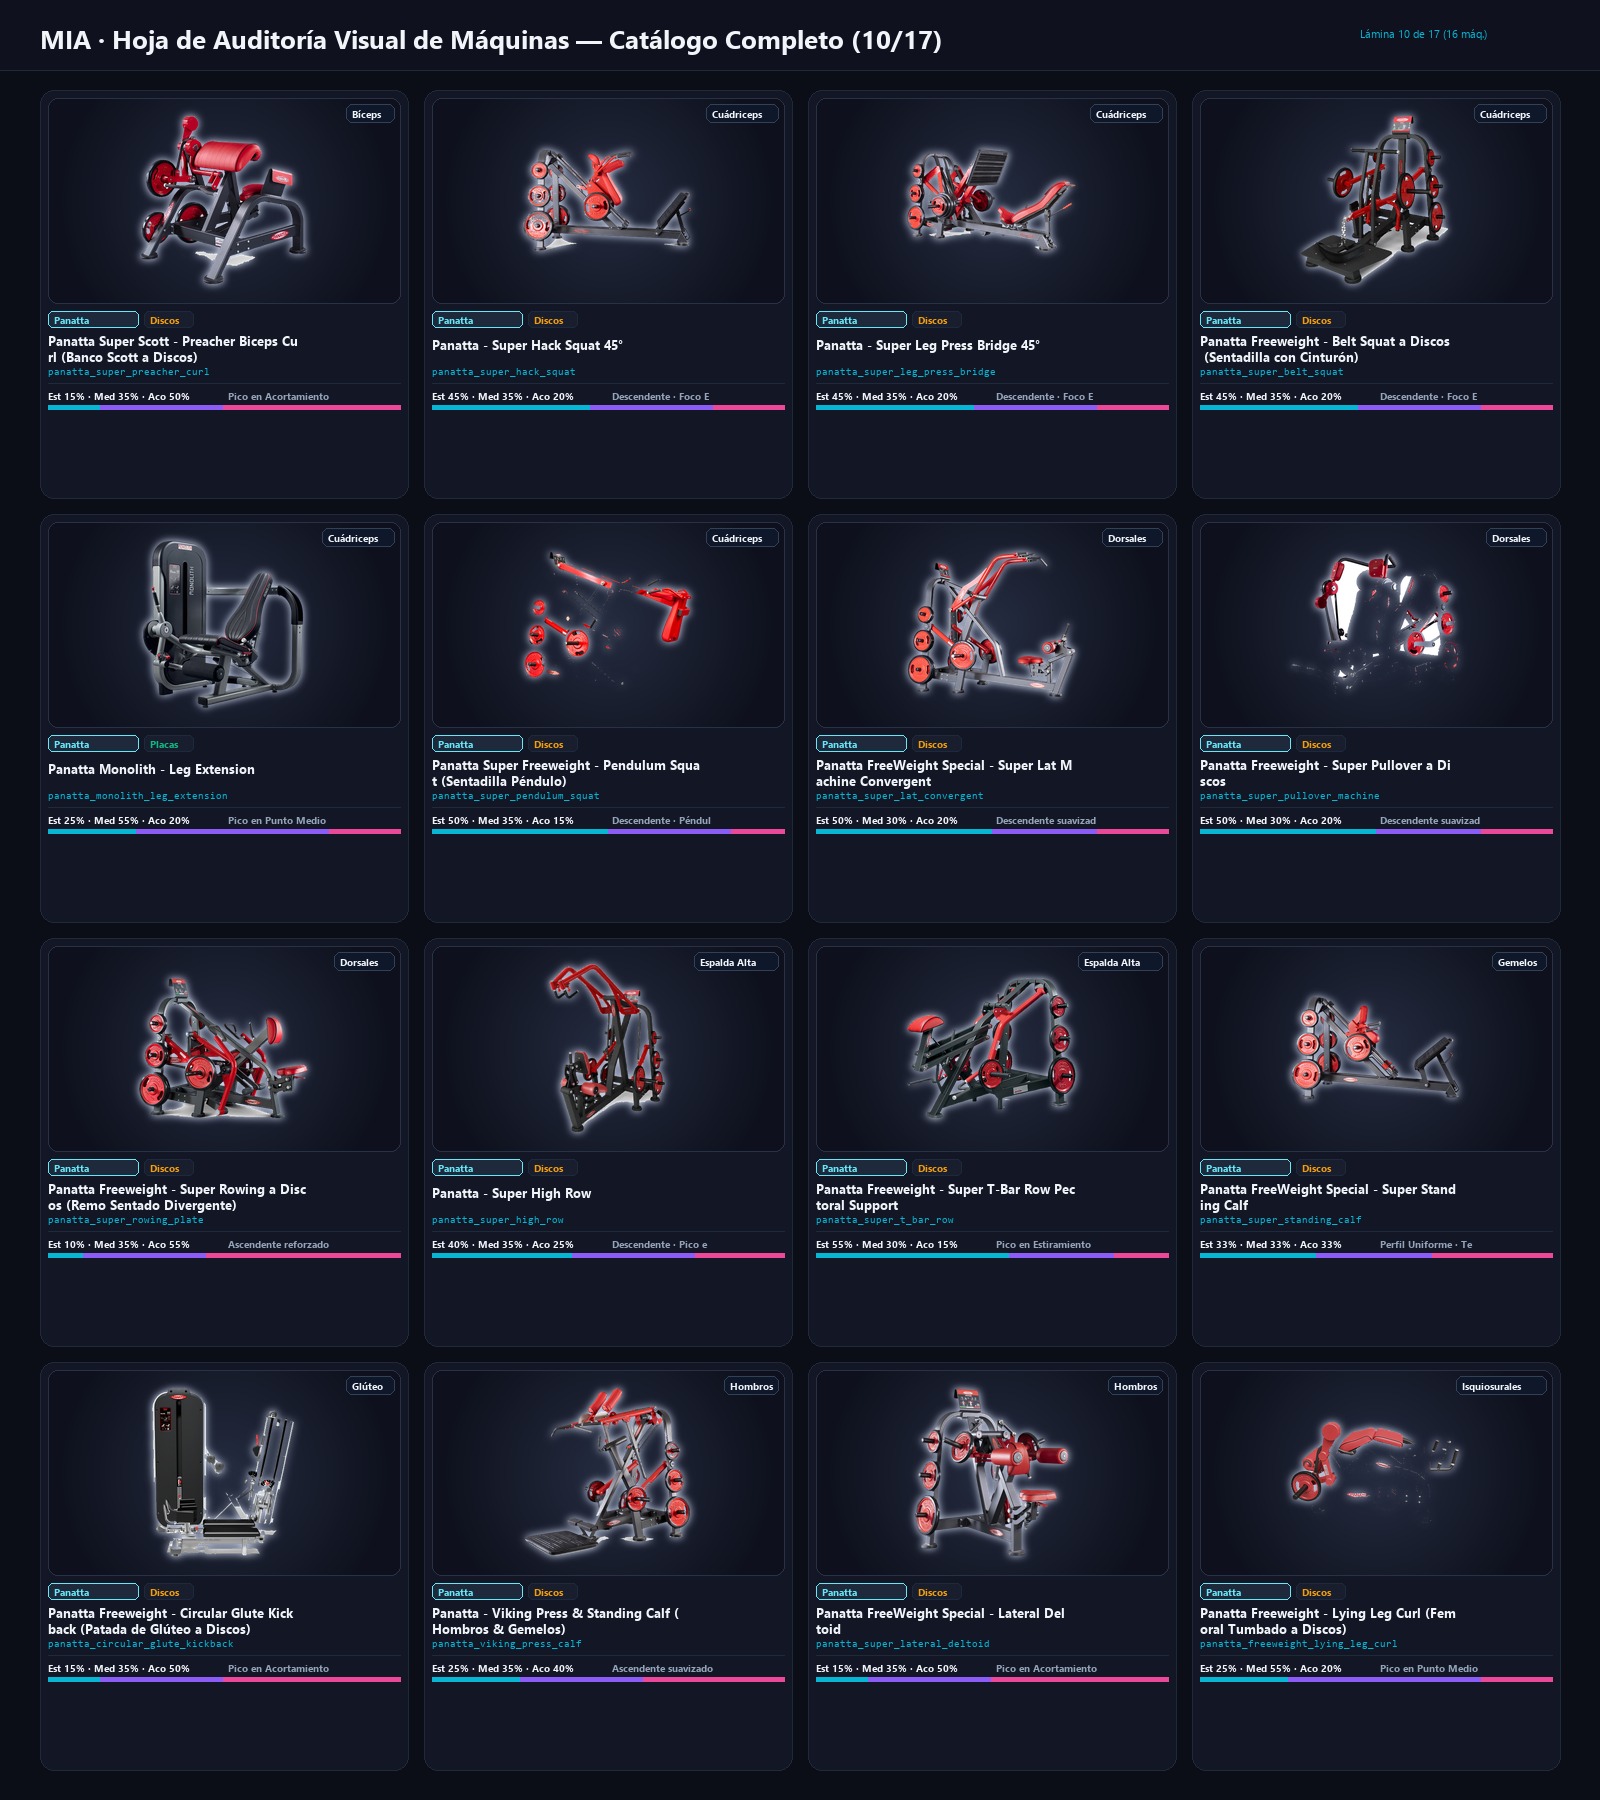 MIA · Hoja de Auditoría Visual de Máquinas — Catálogo Completo (10/17)
Lámina 10 de 17 (16 máq.)
Bíceps
Panatta
Discos
Panatta Super Scott - Preacher Biceps Cu
rl (Banco Scott a Discos)
panatta_super_preacher_curl
Est 15% · Med 35% · Aco 50%
Pico en Acortamiento
Cuádriceps
Panatta
Discos
Panatta - Super Hack Squat 45°
panatta_super_hack_squat
Est 45% · Med 35% · Aco 20%
Descendente · Foco E
Cuádriceps
Panatta
Discos
Panatta - Super Leg Press Bridge 45°
panatta_super_leg_press_bridge
Est 45% · Med 35% · Aco 20%
Descendente · Foco E
Cuádriceps
Panatta
Discos
Panatta Freeweight - Belt Squat a Discos
(Sentadilla con Cinturón)
panatta_super_belt_squat
Est 45% · Med 35% · Aco 20%
Descendente · Foco E
Cuádriceps
MONOLITH
Panatta
Placas
Panatta Monolith - Leg Extension
panatta_monolith_leg_extension
Est 25% · Med 55% · Aco 20%
Pico en Punto Medio
Cuádriceps
Panatta
Discos
Panatta Super Freeweight - Pendulum Squa
t (Sentadilla Péndulo)
panatta_super_pendulum_squat
Est 50% · Med 35% · Aco 15%
Descendente · Péndul
Dorsales
Panatta
Discos
Panatta FreeWeight Special - Super Lat M
achine Convergent
panatta_super_lat_convergent
Est 50% · Med 30% · Aco 20%
Descendente suavizad
Dorsales
Panatta
Discos
Panatta Freeweight - Super Pullover a Di
scos
panatta_super_pullover_machine
Est 50% · Med 30% · Aco 20%
Descendente suavizad
Dorsales
Panatta
Discos
Panatta Freeweight - Super Rowing a Disc
os (Remo Sentado Divergente)
panatta_super_rowing_plate
Est 10% · Med 35% · Aco 55%
Ascendente reforzado
Espalda Alta
Panatta
Discos
Panatta - Super High Row
panatta_super_high_row
Est 40% · Med 35% · Aco 25%
Descendente · Pico e
Espalda Alta
Panatta
Discos
Panatta Freeweight - Super T-Bar Row Pec
toral Support
panatta_super_t_bar_row
Est 55% · Med 30% · Aco 15%
Pico en Estiramiento
Gemelos
Panatta
Discos
Panatta FreeWeight Special - Super Stand
ing Calf
panatta_super_standing_calf
Est 33% · Med 33% · Aco 33%
Perfil Uniforme · Te
Glúteo
Panatta
Discos
Panatta Freeweight - Circular Glute Kick
back (Patada de Glúteo a Discos)
panatta_circular_glute_kickback
Est 15% · Med 35% · Aco 50%
Pico en Acortamiento
Hombros
Panatta
Discos
Panatta - Viking Press & Standing Calf (
Hombros & Gemelos)
panatta_viking_press_calf
Est 25% · Med 35% · Aco 40%
Ascendente suavizado
Hombros
Panatta
Discos
Panatta FreeWeight Special - Lateral Del
toid
panatta_super_lateral_deltoid
Est 15% · Med 35% · Aco 50%
Pico en Acortamiento
Isquiosurales
Panatta
Discos
Panatta Freeweight - Lying Leg Curl (Fem
oral Tumbado a Discos)
panatta_freeweight_lying_leg_curl
Est 25% · Med 55% · Aco 20%
Pico en Punto Medio